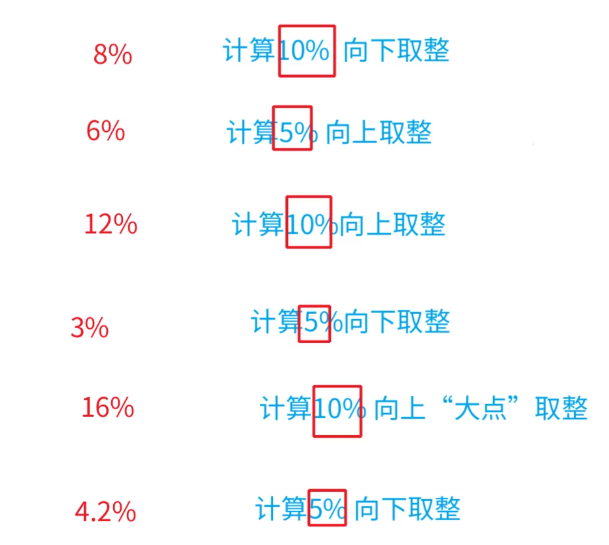 8% 计算10% 向下取整
6% 计算5% 向上取整
12% 计算10%向上取整
3% 计算5%向下取整
16% 计算10% 向上“大点”取整
4.2% 计算5% 向下取整